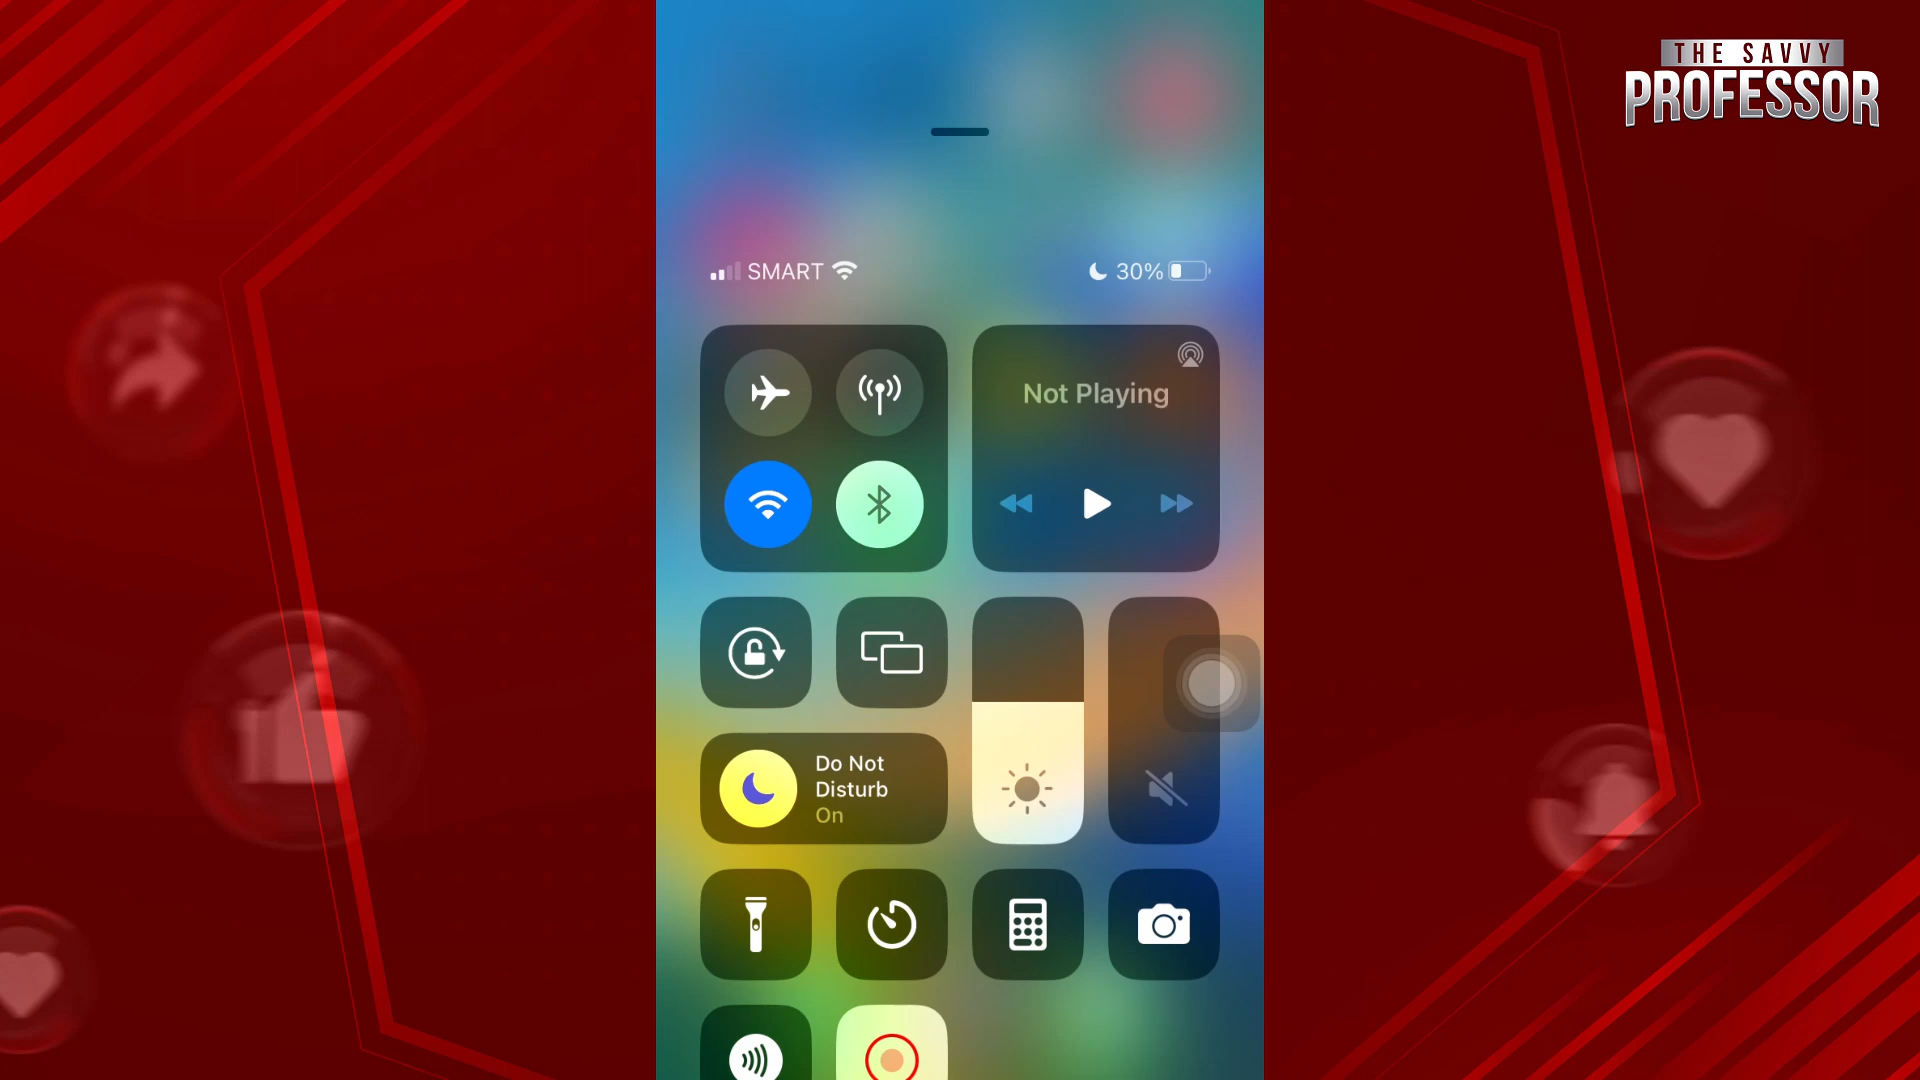 THE SAVVY
PROFESSOR
SMART
30%
Not Playing
Do Not
Disturb
On